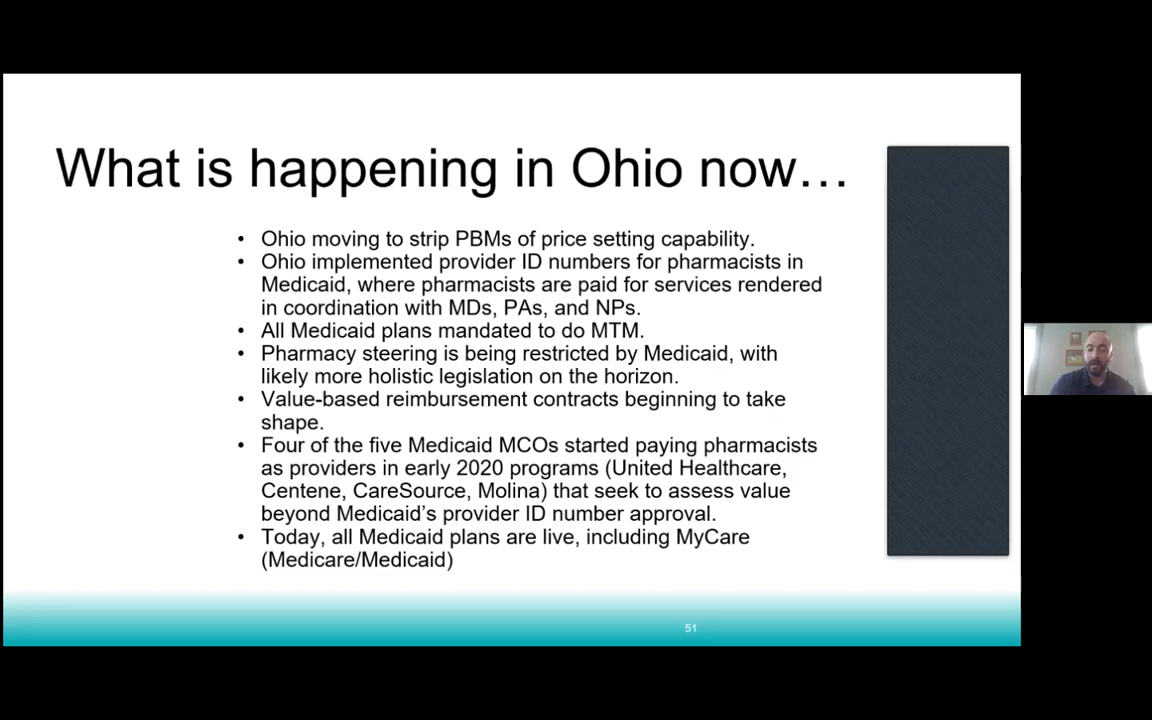 What is happening in Ohio now…
• Ohio moving to strip PBMs of price setting capability.
• Ohio implemented provider ID numbers for pharmacists in
Medicaid, where pharmacists are paid for services rendered
in coordination with MDs, PAs, and NPs.
• All Medicaid plans mandated to do MTM.
• Pharmacy steering is being restricted by Medicaid, with
likely more holistic legislation on the horizon.
• Value-based reimbursement contracts beginning to take
shape.
• Four of the five Medicaid MCOs started paying pharmacists
as providers in early 2020 programs (United Healthcare,
Centene, CareSource, Molina) that seek to assess value
beyond Medicaid’s provider ID number approval.
• Today, all Medicaid plans are live, including MyCare
(Medicare/Medicaid)
51